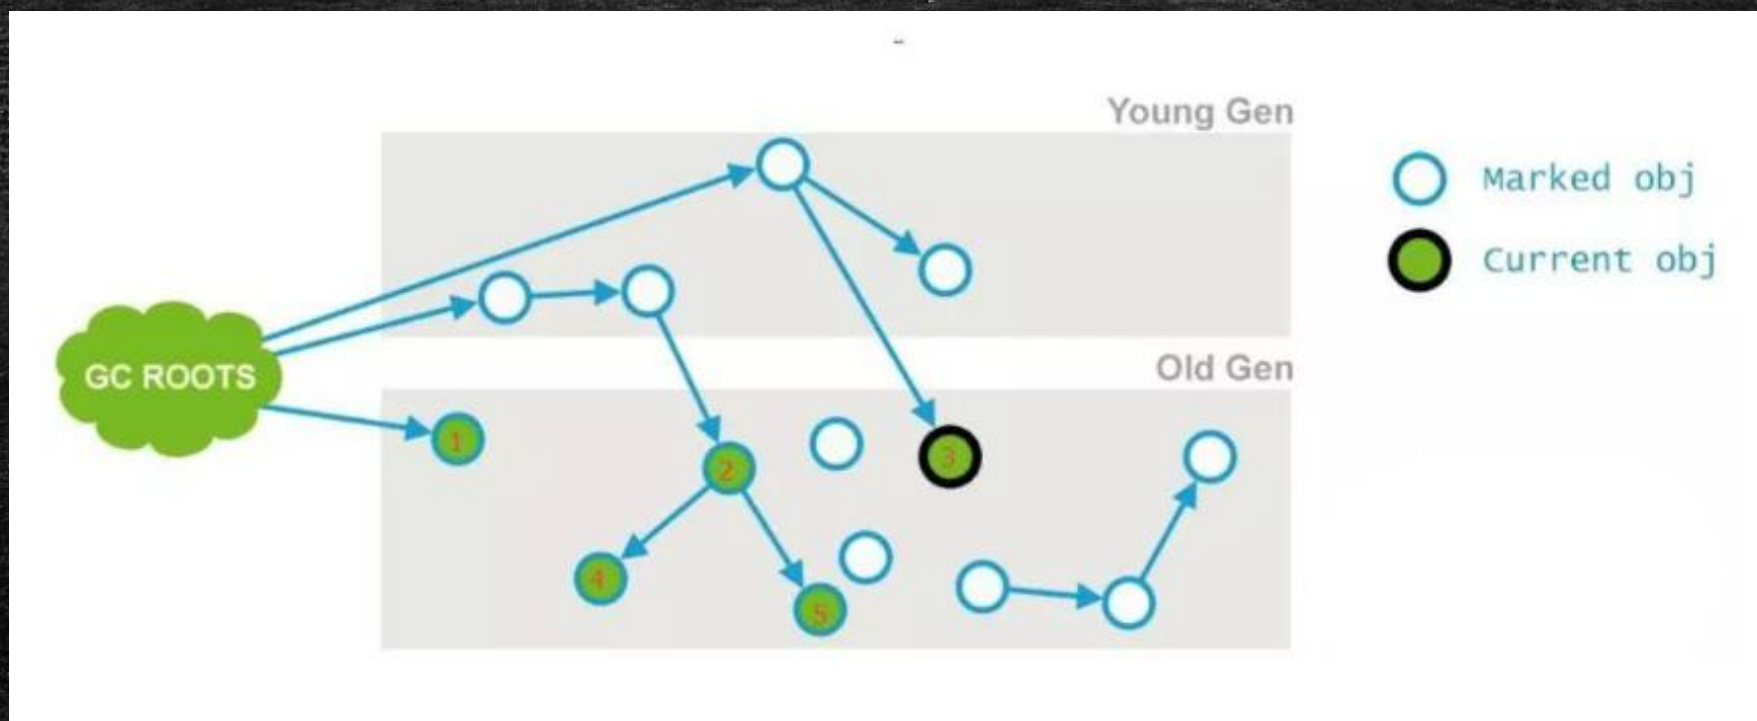 Young Gen
Marked obj
Current obj
GC ROOTS
Old Gen
1
2
3
4
5